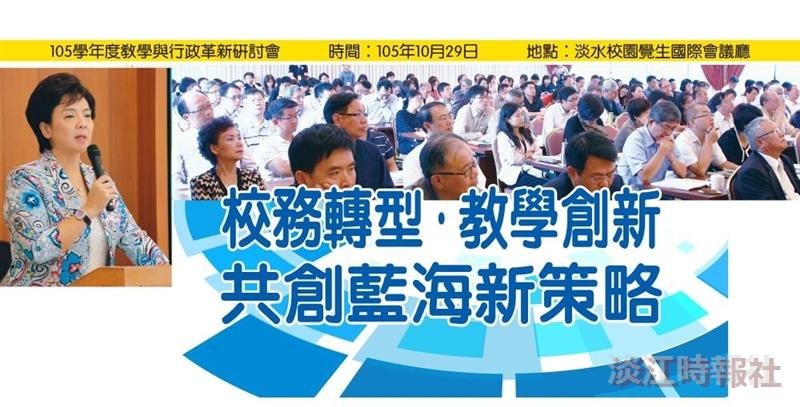 105學年度教學與行政革新研討會 時間：105年10月29日 地點：淡水校園覺生國際會議廳
校務轉型．教學創新
共創藍海新策略
淡江時報社